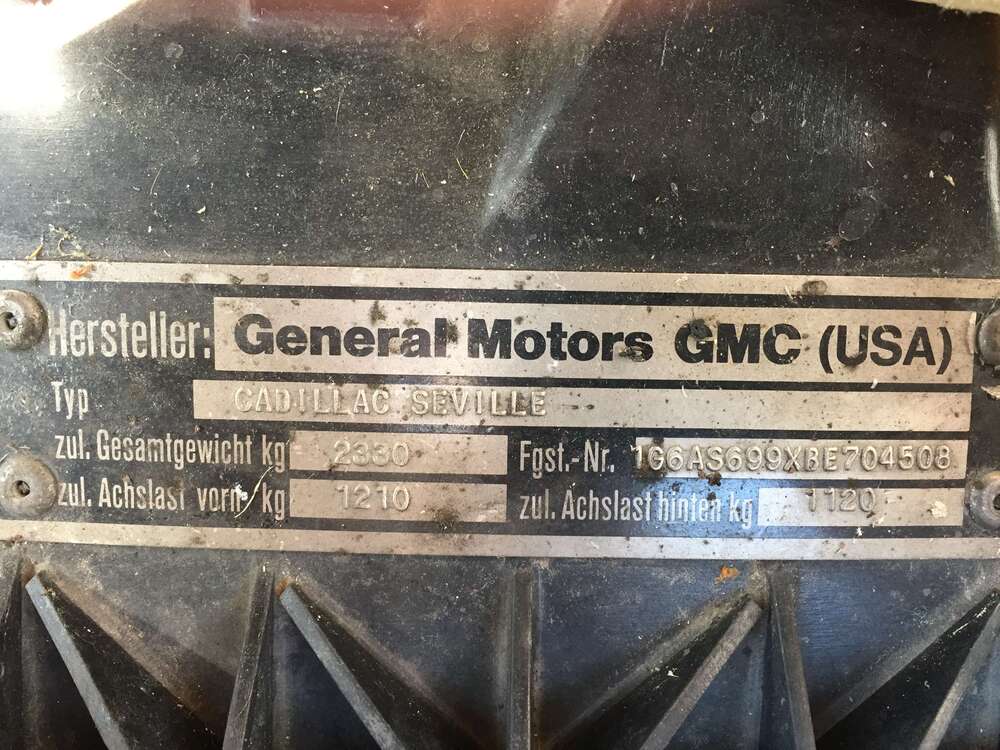 Hersteller: General Motors GMC (USA)
Typ CADILLAC SEVILLE
zul. Gesamtgewicht kg 2330 Fgst.-Nr. 1G6AS699XBE704508
zul. Achslast vorn kg 1210 zul. Achslast hinten kg 1120